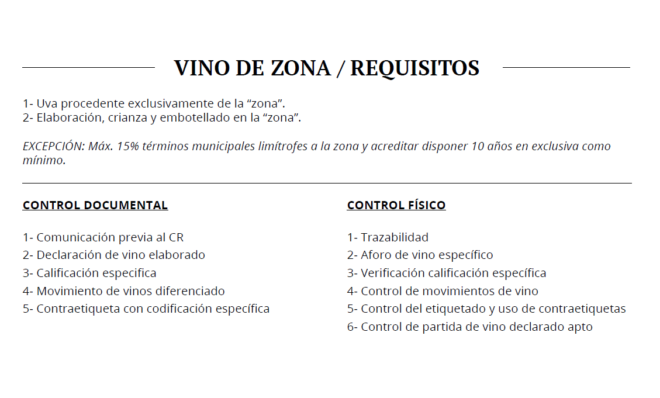 VINO DE ZONA / REQUISITOS
1- Uva procedente exclusivamente de la “zona”.
2- Elaboración, crianza y embotellado en la “zona”.
EXCEPCIÓN: Máx. 15% términos municipales limítrofes a la zona y acreditar disponer 10 años en exclusiva como
mínimo.
CONTROL DOCUMENTAL
1- Comunicación previa al CR
2- Declaración de vino elaborado
3- Calificación especifica
4- Movimiento de vinos diferenciado
5- Contraetiqueta con codificación específica
CONTROL FÍSICO
1- Trazabilidad
2- Aforo de vino específico
3- Verificación calificación específica
4- Control de movimientos de vino
5- Control del etiquetado y uso de contraetiquetas
6- Control de partida de vino declarado apto